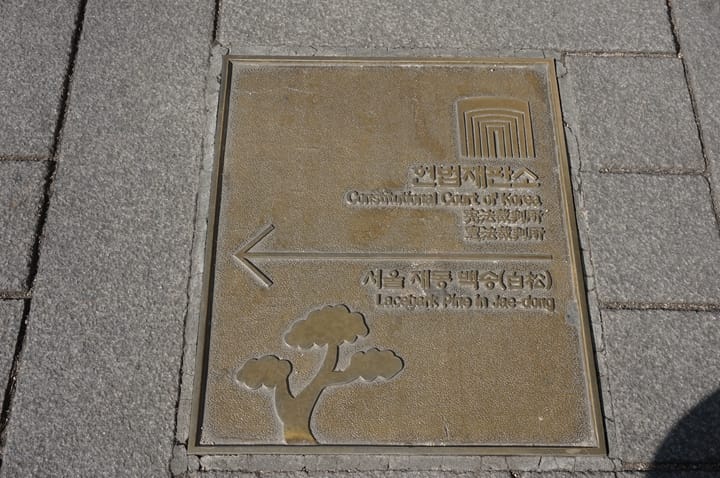 헌법재판소
Constitutional Court of Korea
宪法裁判所
憲法裁判所
서울 재동 백송(白松)
Lacebark Pine in Jae-dong